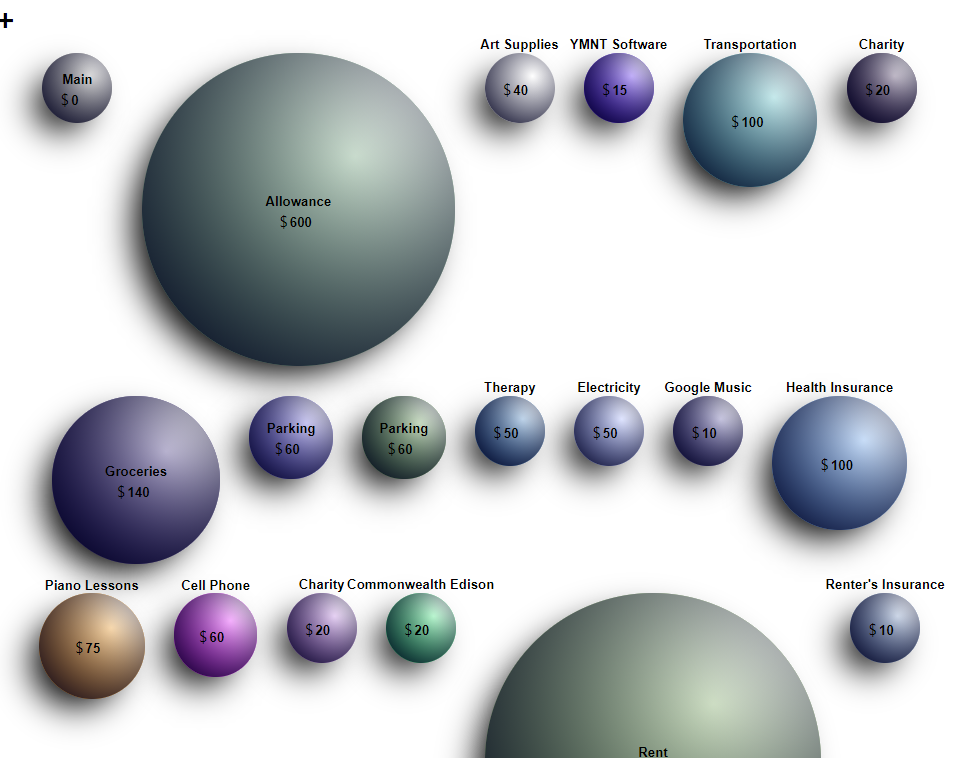 +
Main
$ 0
Allowance
$ 600
Art Supplies
$ 40
YMNT Software
$ 15
Transportation
$ 100
Charity
$ 20
Groceries
$ 140
Parking
$ 60
Parking
$ 60
Therapy
$ 50
Electricity
$ 50
Google Music
$ 10
Health Insurance
$ 100
Piano Lessons
$ 75
Cell Phone
$ 60
Charity
$ 20
Commonwealth Edison
$ 20
Rent
Renter's Insurance
$ 10